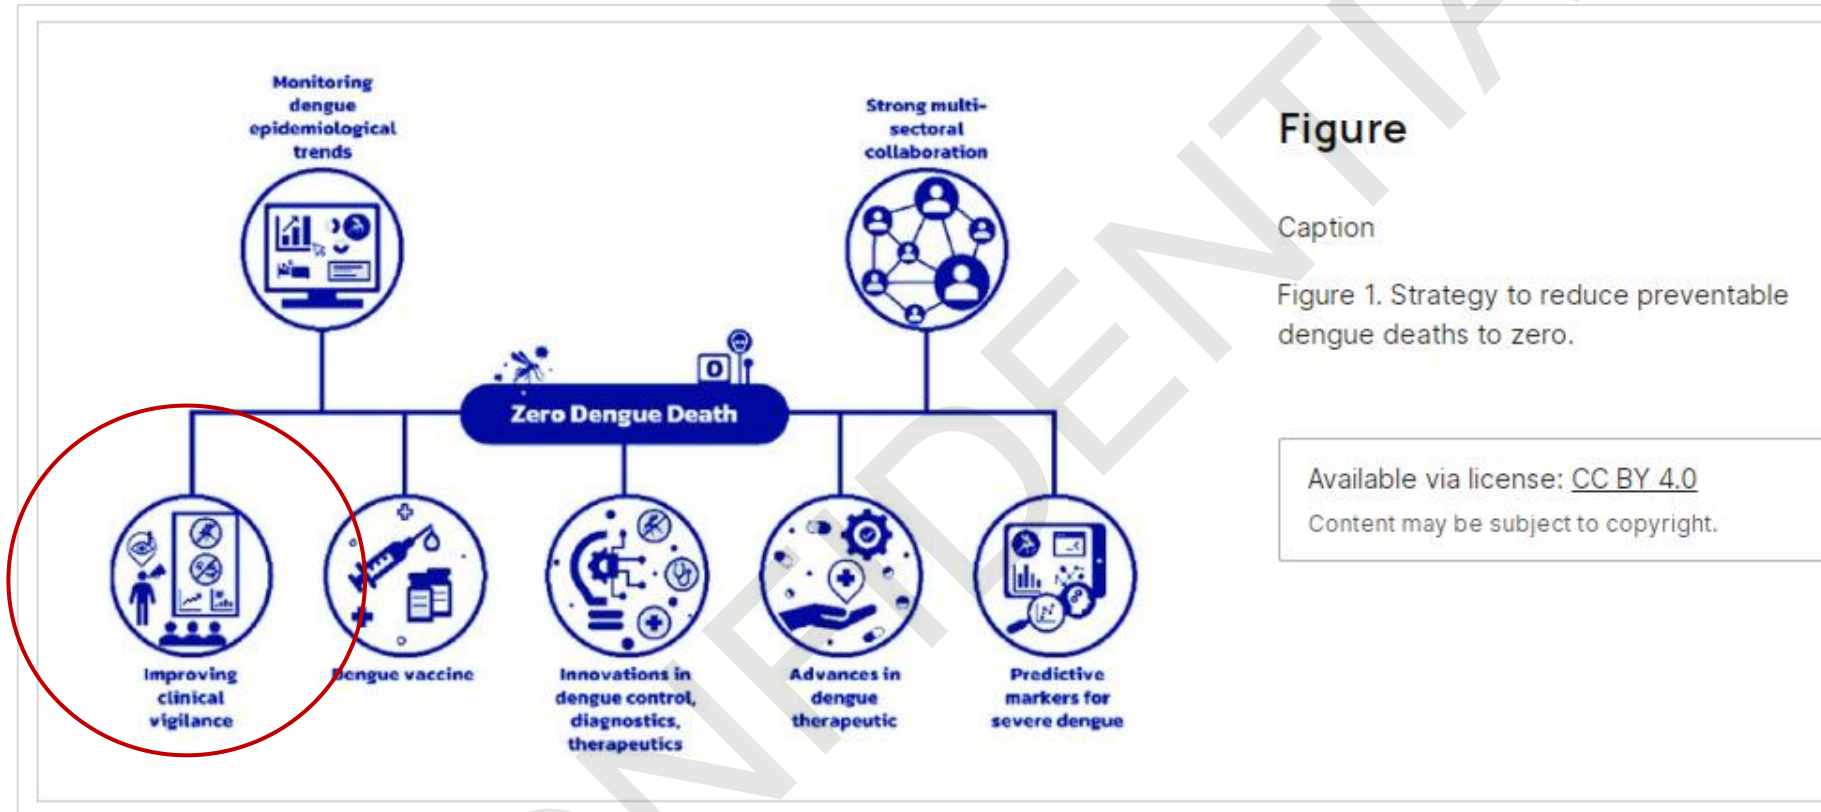 Monitoring
dengue
epidemiological
trends
Strong multi-
sectoral
collaboration
Zero Dengue Death
0
Improving
clinical
vigilance
Dengue vaccine
Innovations in
dengue control,
diagnostics,
therapeutics
Advances in
dengue
therapeutic
Predictive
markers for
severe dengue
Figure
Caption
Figure 1. Strategy to reduce preventable
dengue deaths to zero.
Available via license: CC BY 4.0
Content may be subject to copyright.
ONFIDENTIA